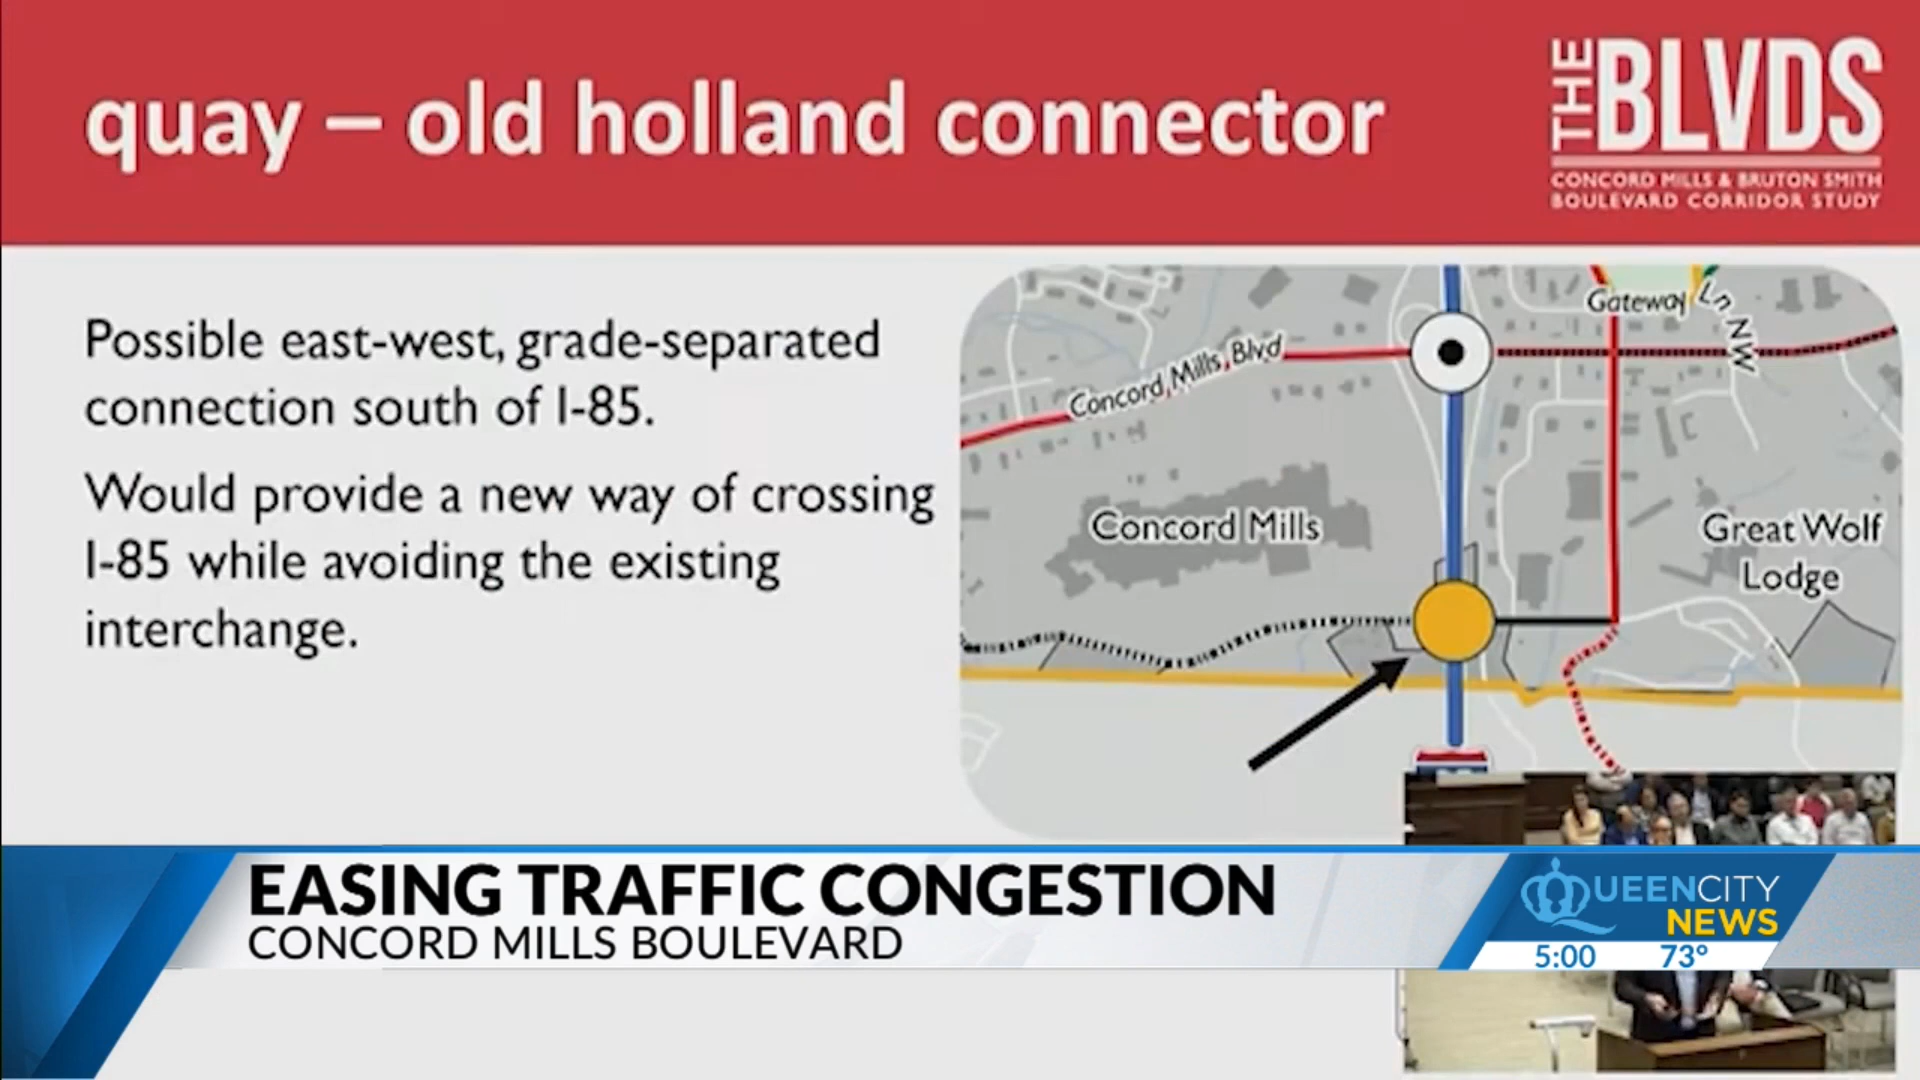 quay – old holland connector
THE BLVDS
CONCORD MILLS & BRUTON SMITH
BOULEVARD CORRIDOR STUDY
Possible east-west, grade-separated
connection south of I-85.
Would provide a new way of crossing
I-85 while avoiding the existing
interchange.
Gateway Ln NW
Concord Mills Blvd
Concord Mills
Great Wolf
Lodge
EASING TRAFFIC CONGESTION
CONCORD MILLS BOULEVARD
QUEEN CITY
NEWS
5:00 73°